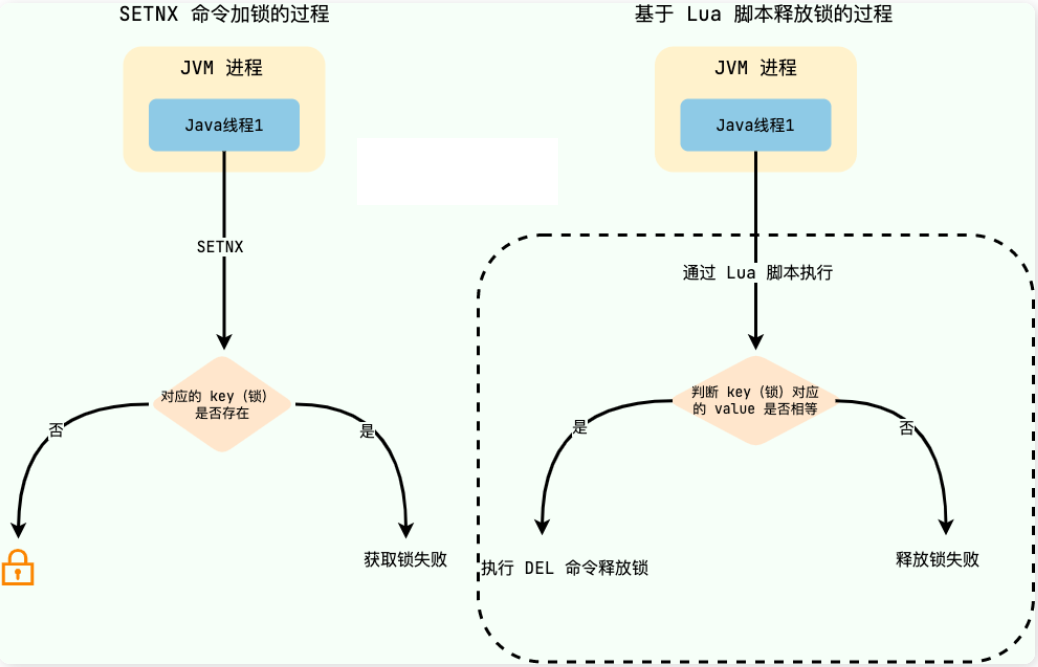 SETNX 命令加锁的过程
JVM 进程
Java线程1
SETNX
对应的 key（锁）
是否存在
否
是
获取锁失败
基于 Lua 脚本释放锁的过程
JVM 进程
Java线程1
通过 Lua 脚本执行
判断 key（锁）对应
的 value 是否相等
是
否
执行 DEL 命令释放锁
释放锁失败